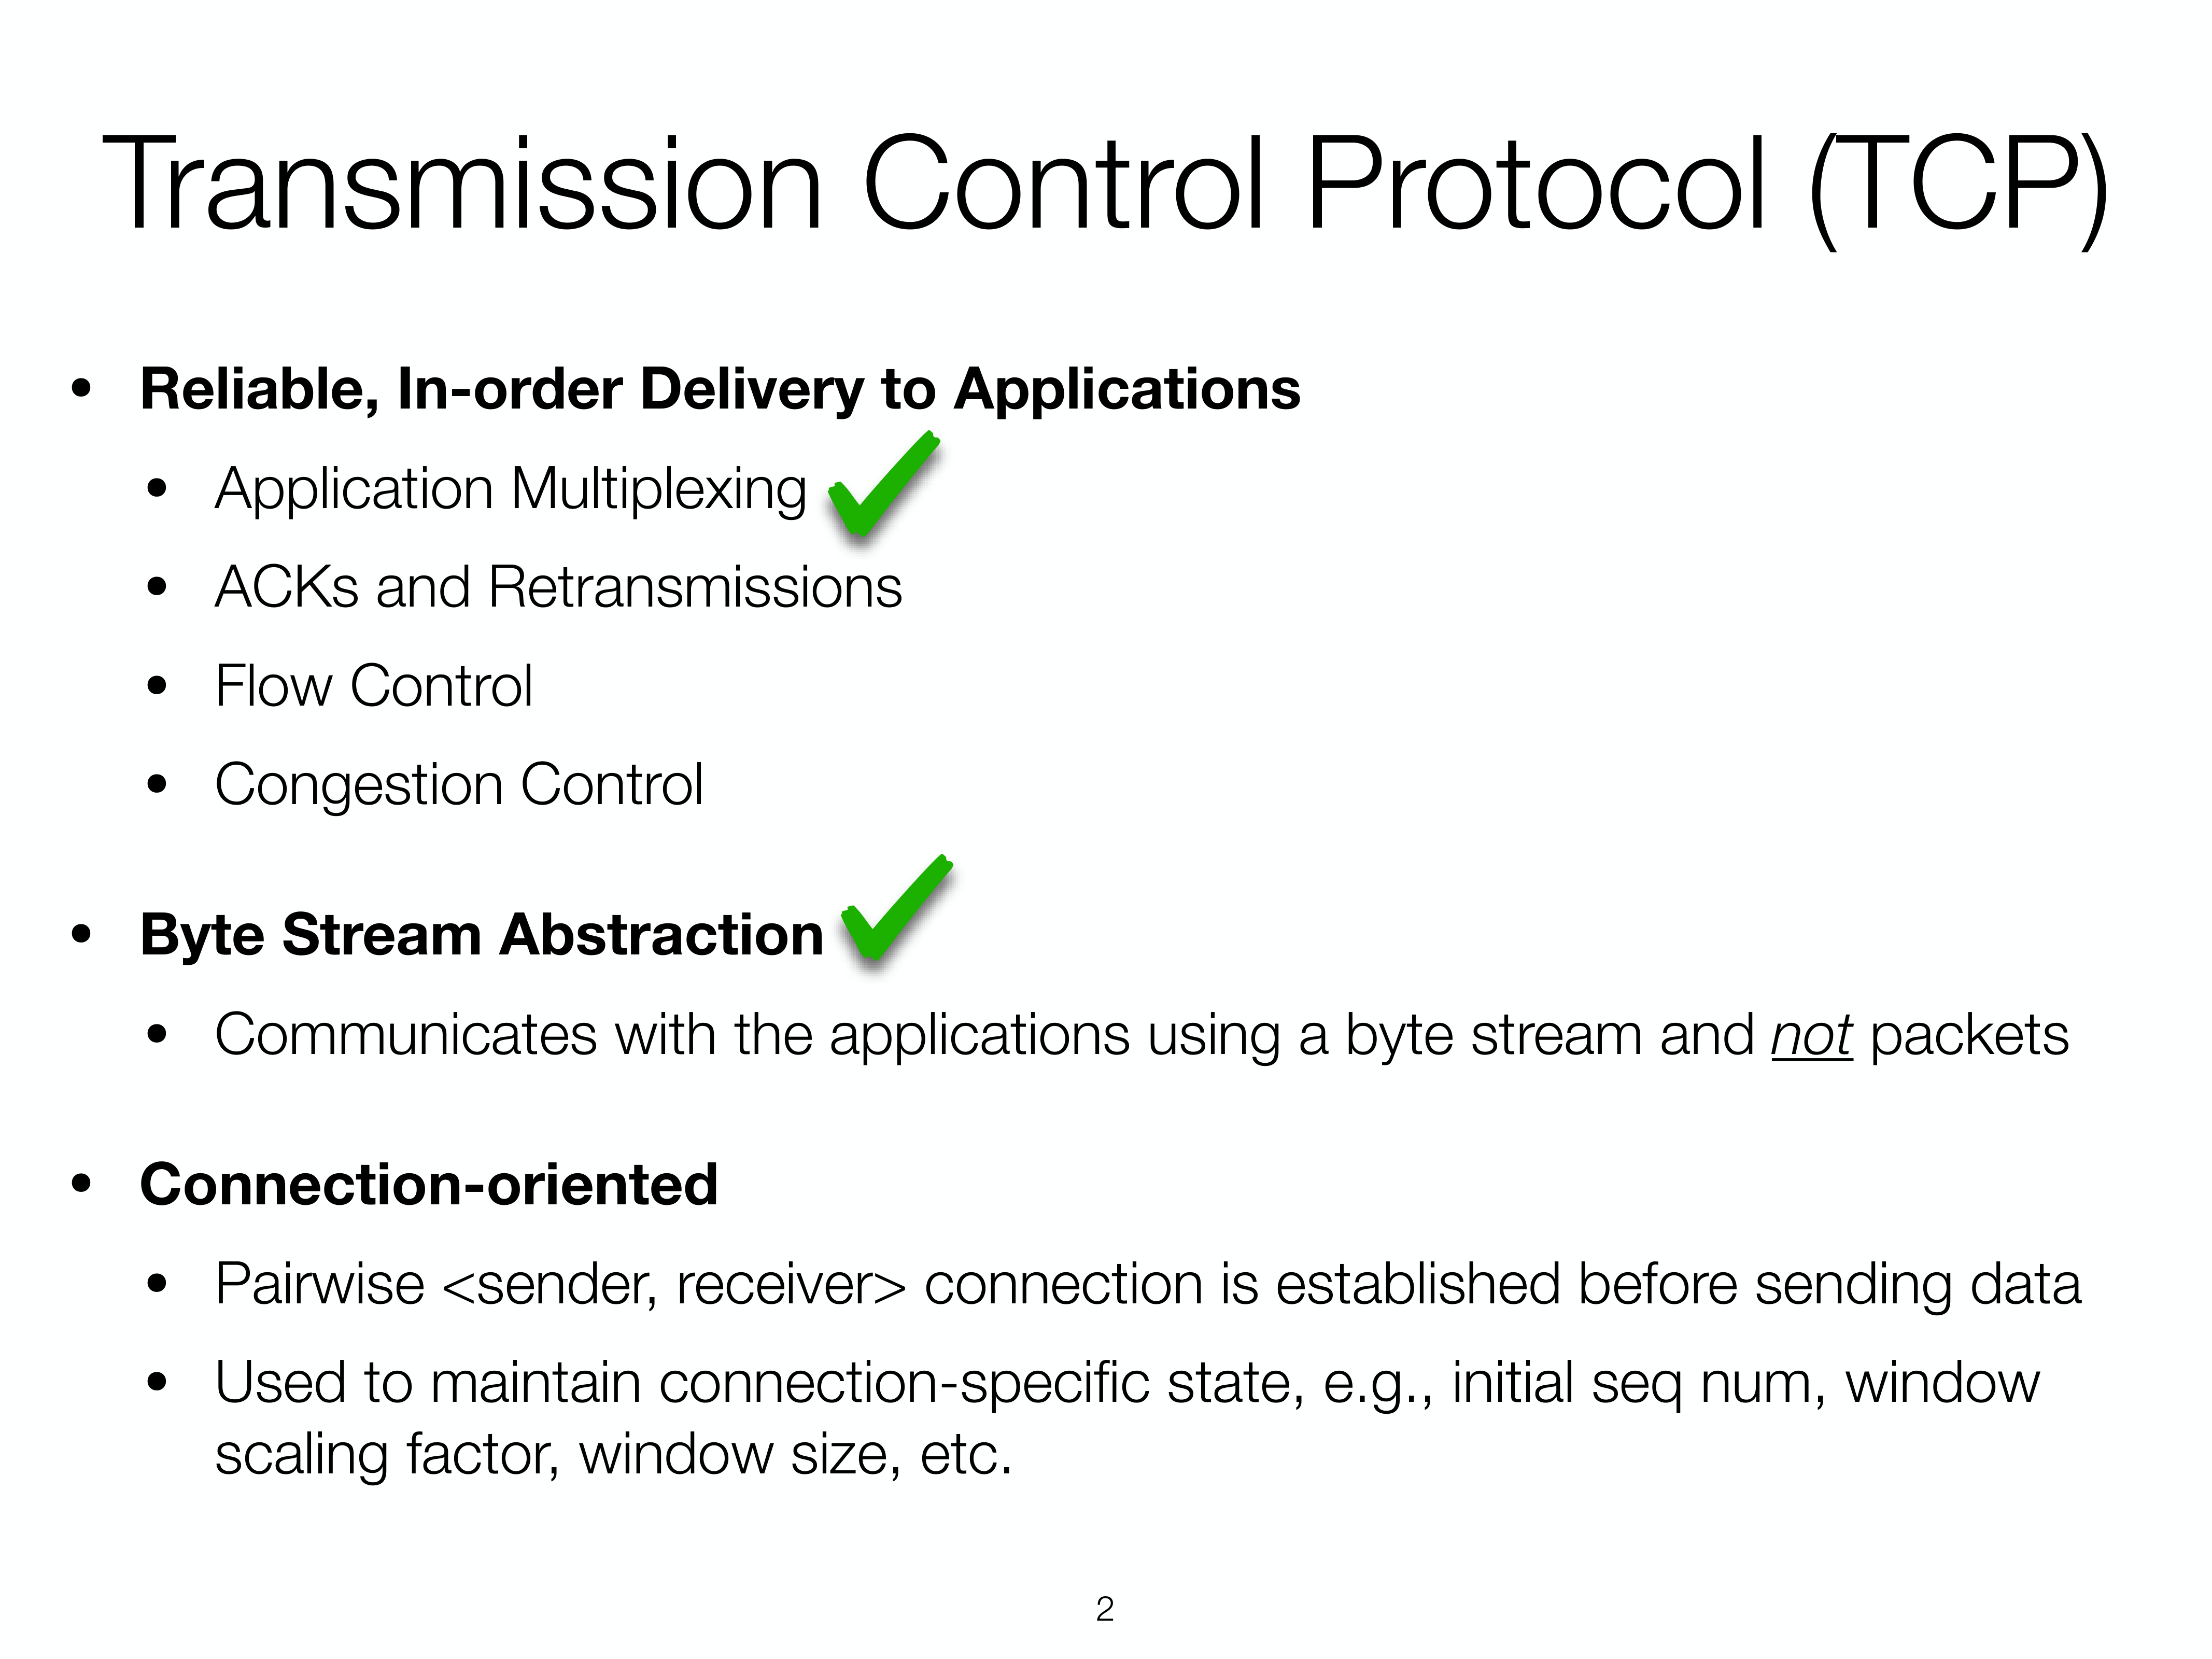 Transmission Control Protocol (TCP)
• Reliable, In-order Delivery to Applications
• Application Multiplexing
• ACKs and Retransmissions
• Flow Control
• Congestion Control
• Byte Stream Abstraction
• Communicates with the applications using a byte stream and not packets
• Connection-oriented
• Pairwise <sender, receiver> connection is established before sending data
• Used to maintain connection-specific state, e.g., initial seq num, window
scaling factor, window size, etc.
2